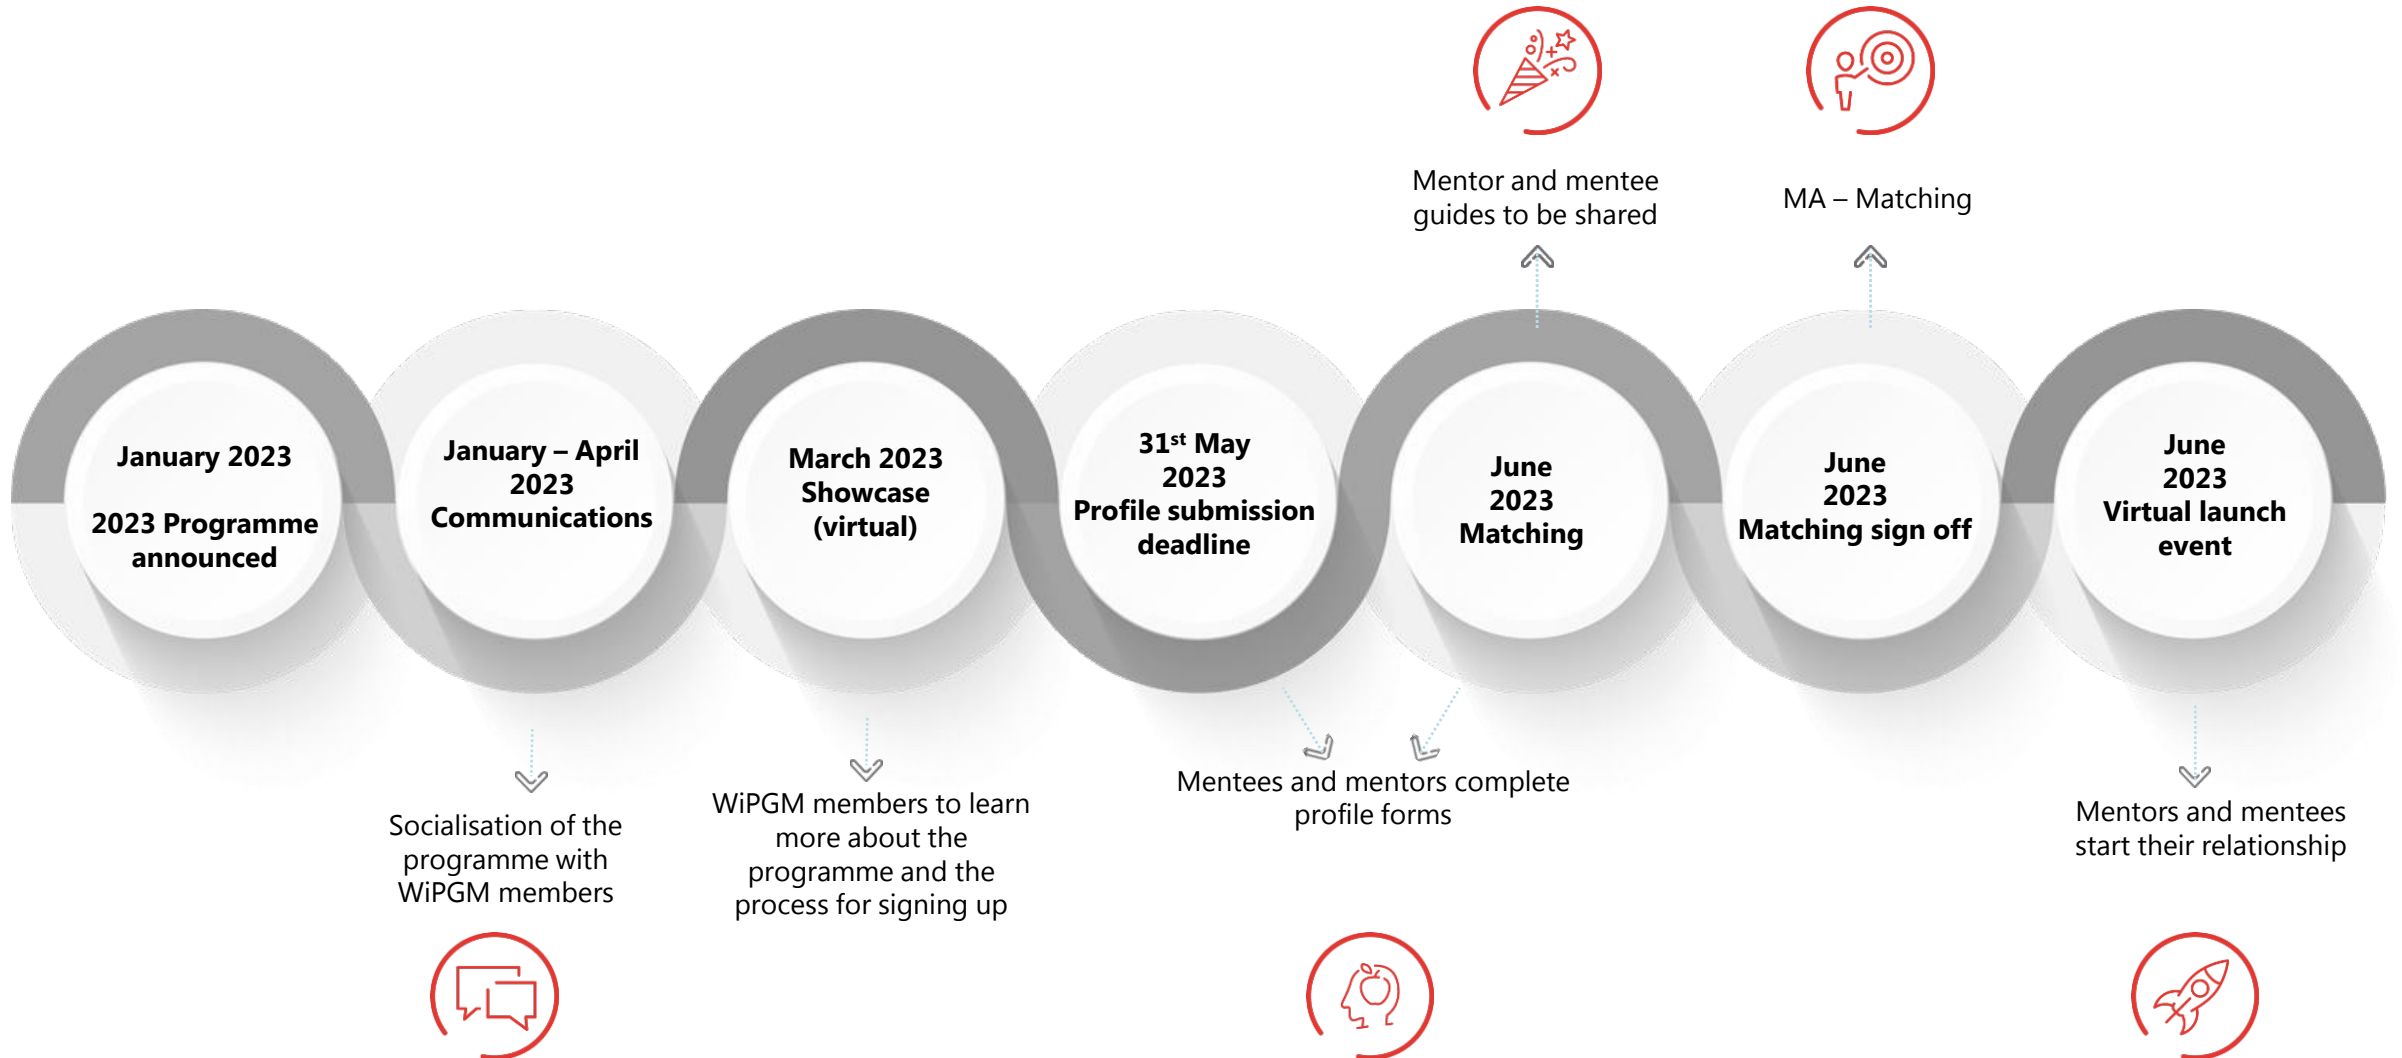 Mentor and mentee
guides to be shared
MA – Matching
January 2023
2023 Programme
announced
January – April
2023
Communications
March 2023
Showcase
(virtual)
31st May
2023
Profile submission
deadline
June
2023
Matching
June
2023
Matching sign off
June
2023
Virtual launch
event
Socialisation of the
programme with
WiPGM members
WiPGM members to learn
more about the
programme and the
process for signing up
Mentees and mentors complete
profile forms
Mentors and mentees
start their relationship